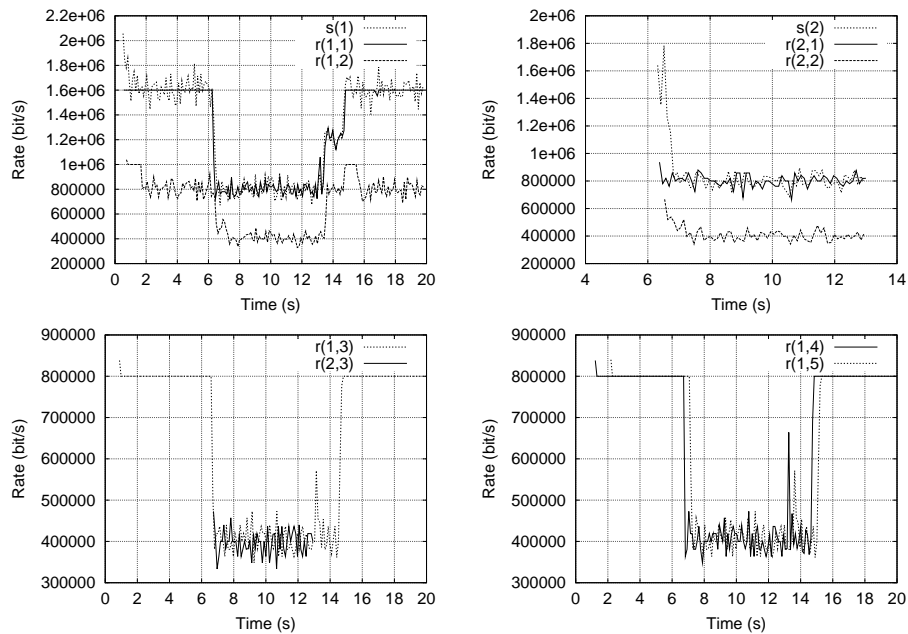 2.2e+06
2e+06
1.8e+06
1.6e+06
1.4e+06
1.2e+06
1e+06
800000
600000
400000
200000
Rate (bit/s)
s(1)
r(1,1)
r(1,2)
0 2 4 6 8 10 12 14 16 18 20
Time (s)
2e+06
1.8e+06
1.6e+06
1.4e+06
1.2e+06
1e+06
800000
600000
400000
200000
Rate (bit/s)
s(2)
r(2,1)
r(2,2)
4 6 8 10 12 14
Time (s)
900000
800000
700000
600000
500000
400000
300000
Rate (bit/s)
r(1,3)
r(2,3)
0 2 4 6 8 10 12 14 16 18 20
Time (s)
900000
800000
700000
600000
500000
400000
300000
Rate (bit/s)
r(1,4)
r(1,5)
0 2 4 6 8 10 12 14 16 18 20
Time (s)